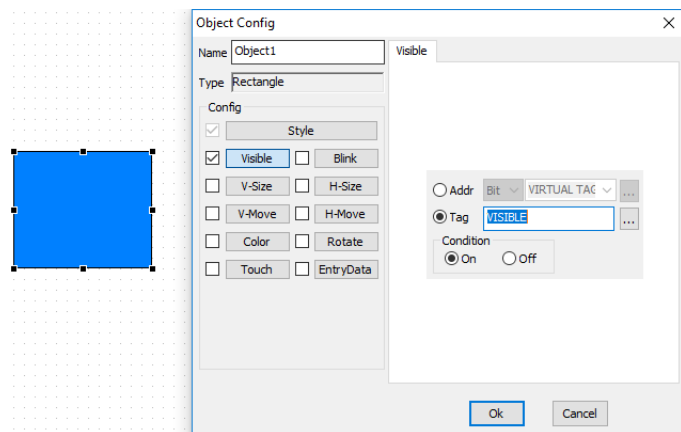 Object Config
Name Object1
Visible
Type Rectangle
Config
Style
Visible Blink
V-Size H-Size
V-Move H-Move
Color Rotate
Touch EntryData
Addr Bit VIRTUAL TAG ...
Tag VISIBLE ...
Condition
On Off
Ok Cancel